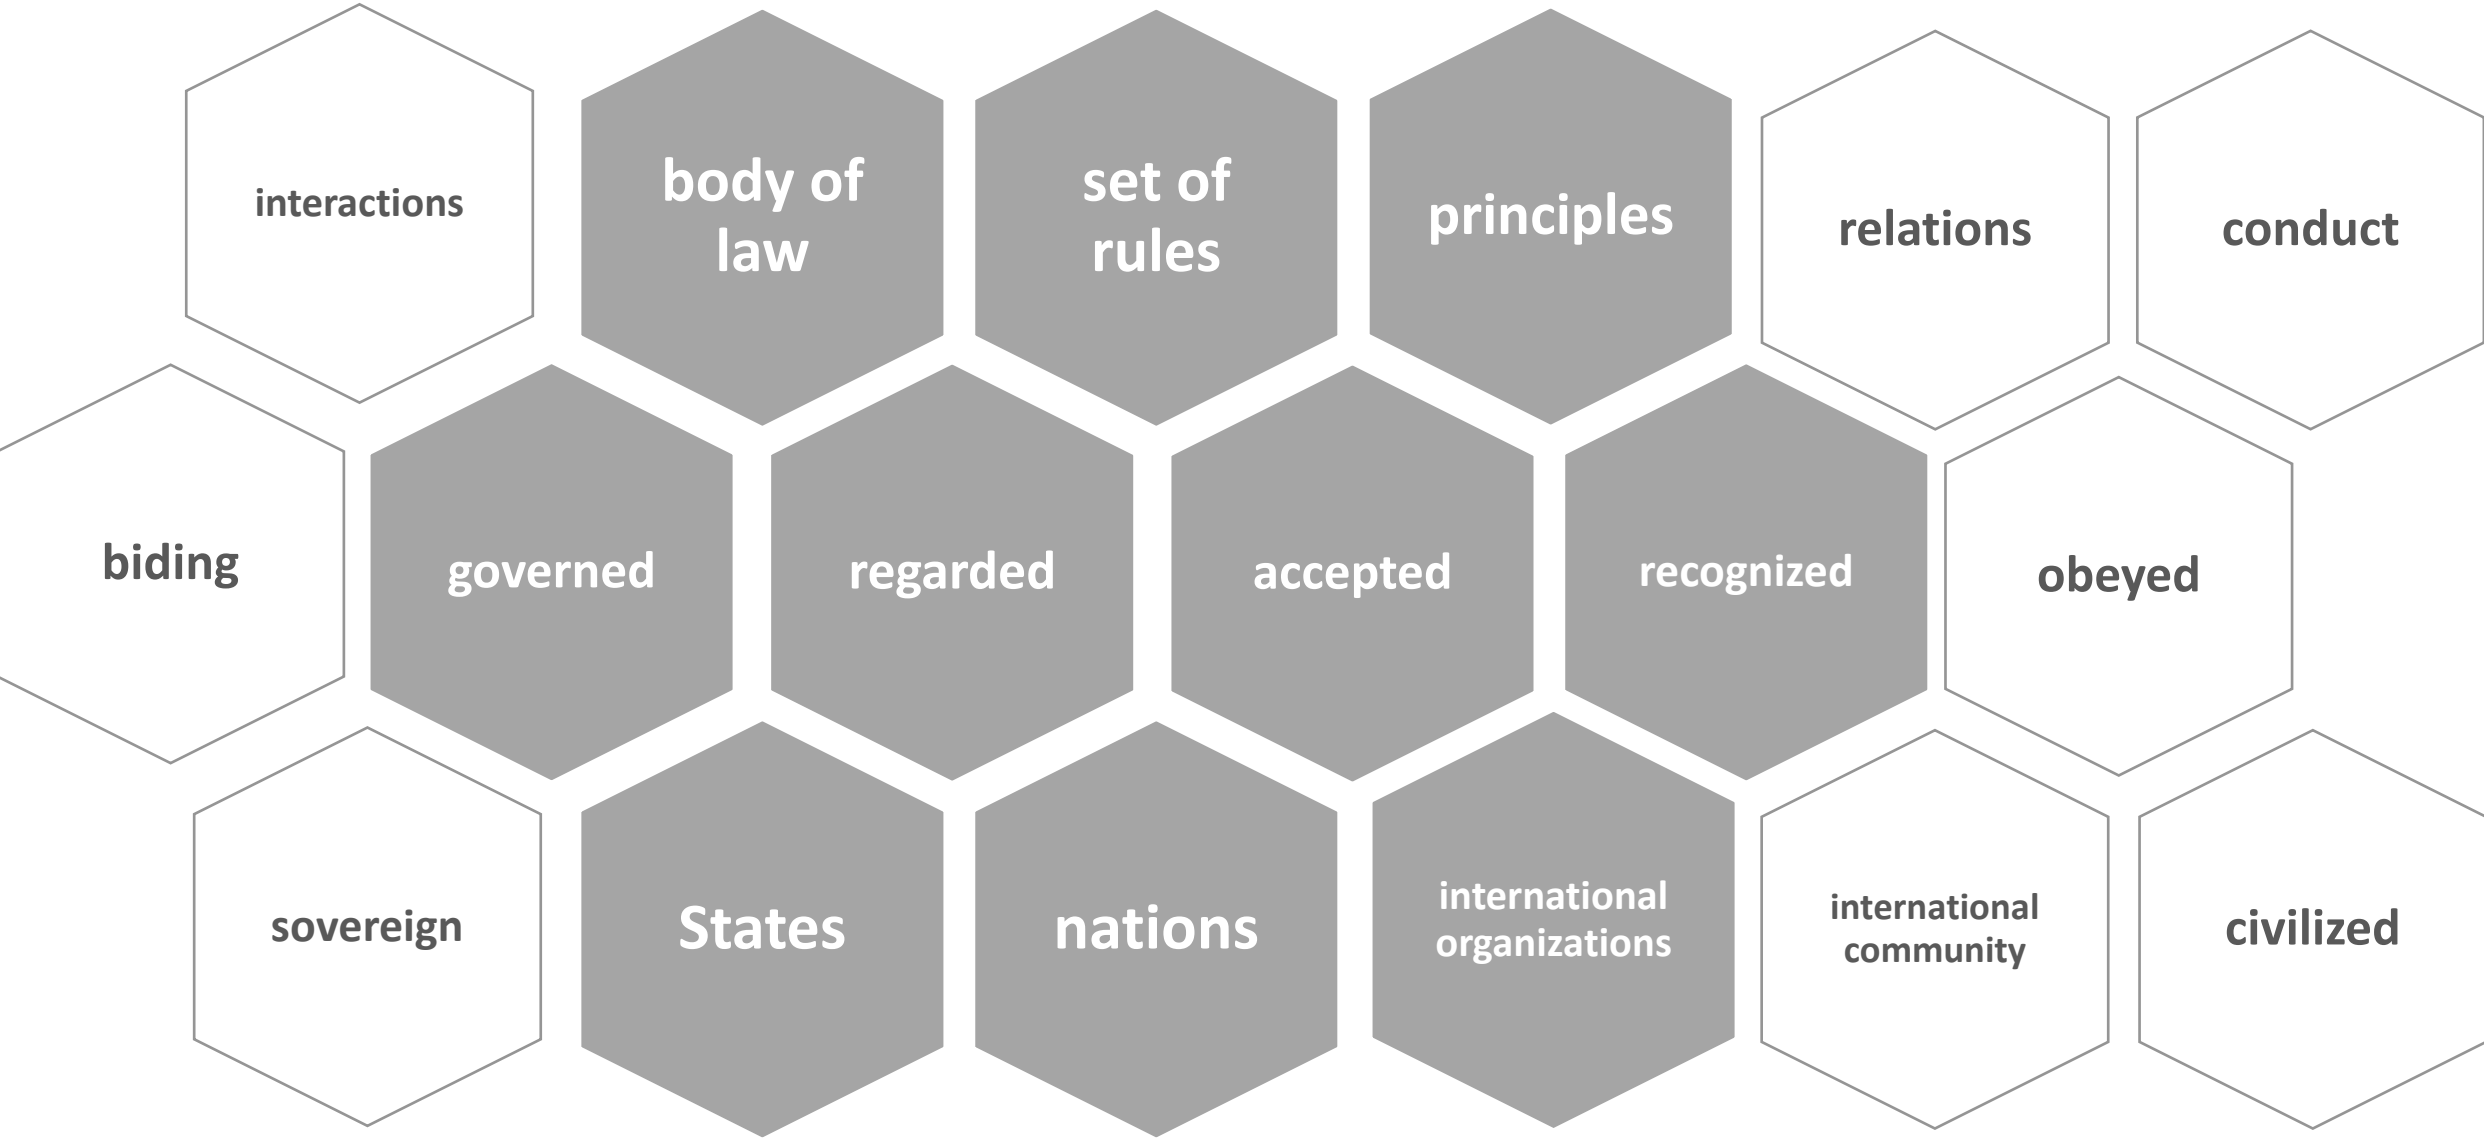 interactions
body of
law
set of
rules
principles
relations
conduct
biding
governed
regarded
accepted
recognized
obeyed
sovereign
States
nations
international
organizations
international
community
civilized